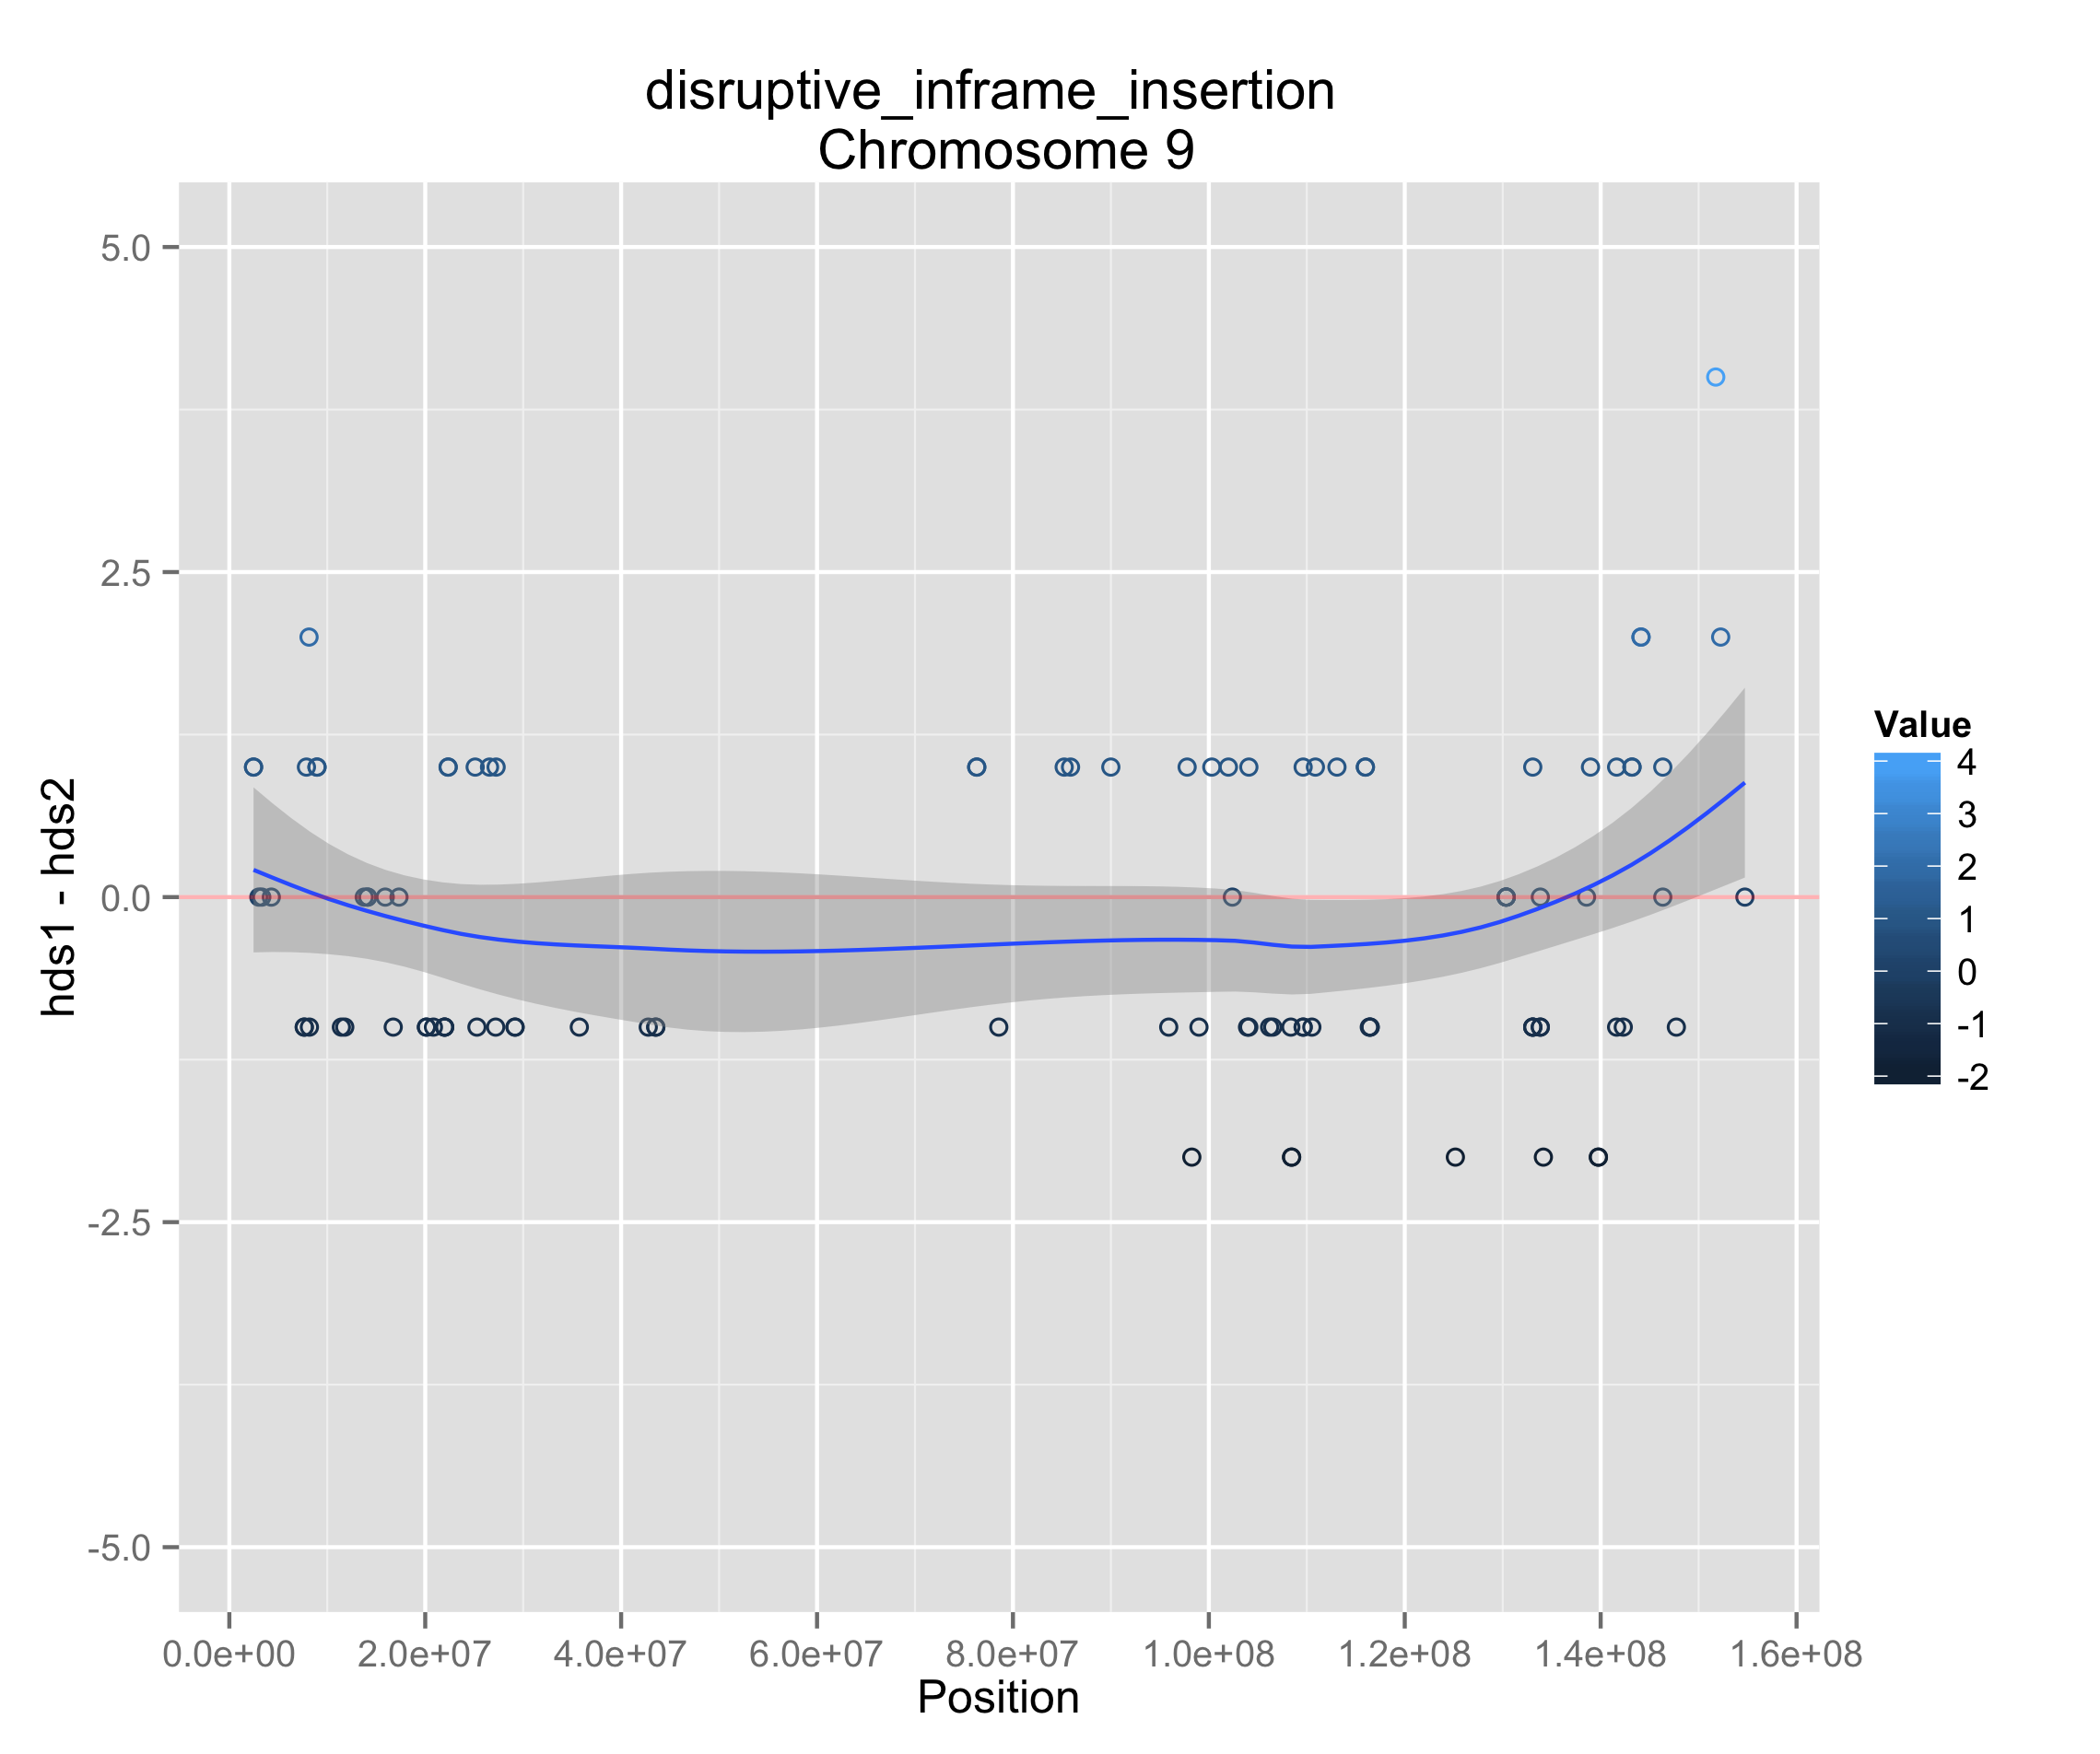 disruptive_inframe_insertion
Chromosome 9
hds1 - hds2
5.0
2.5
0.0
-2.5
-5.0
0.0e+00 2.0e+07 4.0e+07 6.0e+07 8.0e+07 1.0e+08 1.2e+08 1.4e+08 1.6e+08
Position
Value
4
3
2
1
0
-1
-2